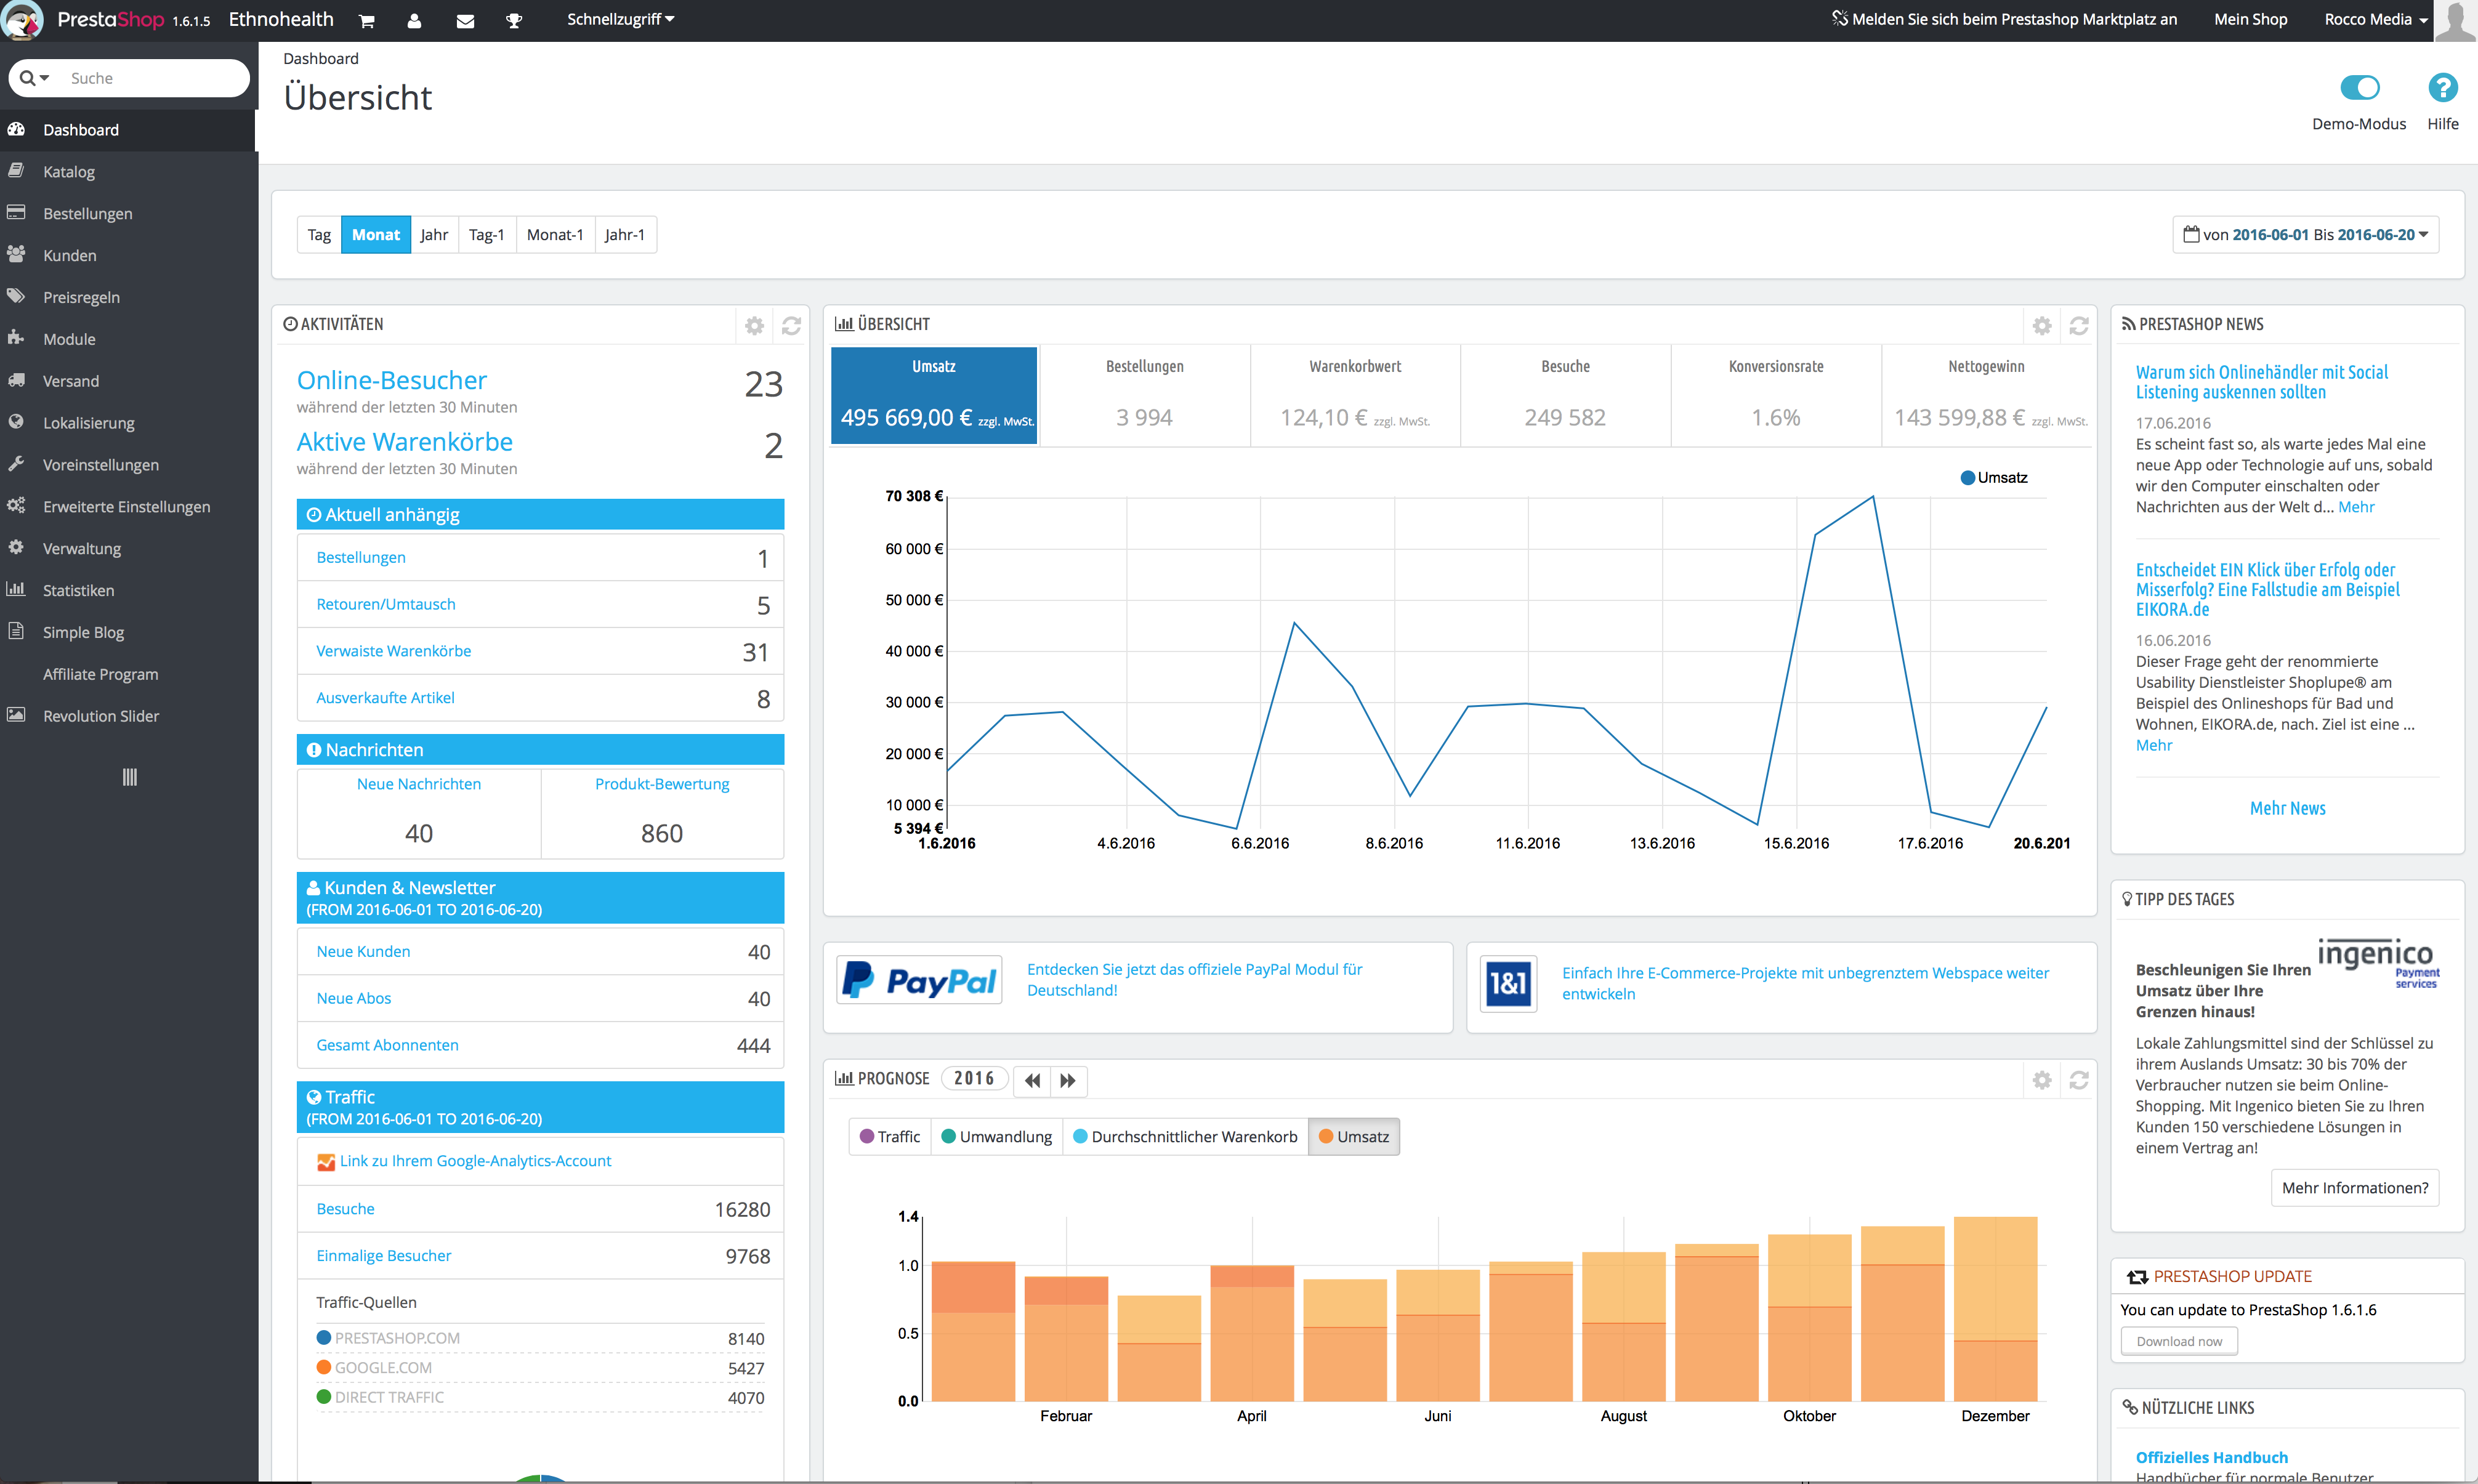 PrestaShop 1.6.1.5 Ethnohealth Schnellzugriff Melden Sie sich beim Prestashop Marktplatz an Mein Shop Rocco Media
Suche
Dashboard
Katalog
Bestellungen
Kunden
Preisregeln
Module
Versand
Lokalisierung
Voreinstellungen
Erweiterte Einstellungen
Verwaltung
Statistiken
Simple Blog
Affiliate Program
Revolution Slider
Dashboard
Übersicht
Demo-Modus Hilfe
Tag Monat Jahr Tag-1 Monat-1 Jahr-1
von 2016-06-01 Bis 2016-06-20
AKTIVITÄTEN
Online-Besucher 23
während der letzten 30 Minuten
Aktive Warenkörbe 2
während der letzten 30 Minuten
Aktuell anhängig
Bestellungen 1
Retouren/Umtausch 5
Verwaiste Warenkörbe 31
Ausverkaufte Artikel 8
Nachrichten
Neue Nachrichten Produkt-Bewertung
40 860
Kunden & Newsletter
(FROM 2016-06-01 TO 2016-06-20)
Neue Kunden 40
Neue Abos 40
Gesamt Abonnenten 444
Traffic
(FROM 2016-06-01 TO 2016-06-20)
Link zu Ihrem Google-Analytics-Account
Besuche 16280
Einmalige Besucher 9768
Traffic-Quellen
PRESTASHOP.COM 8140
GOOGLE.COM 5427
DIRECT TRAFFIC 4070
ÜBERSICHT
Umsatz Bestellungen Warenkorbwert Besuche Konversionsrate Nettogewinn
495 669,00 € zzgl. MwSt. 3 994 124,10 € zzgl. MwSt. 249 582 1.6% 143 599,88 € zzgl. MwSt.
Umsatz
70 308 €
60 000 €
50 000 €
40 000 €
30 000 €
20 000 €
10 000 €
5 394 €
1.6.2016 4.6.2016 6.6.2016 8.6.2016 11.6.2016 13.6.2016 15.6.2016 17.6.2016 20.6.201
PayPal
Entdecken Sie jetzt das offiziele PayPal Modul für
Deutschland!
1&1
Einfach Ihre E-Commerce-Projekte mit unbegrenztem Webspace weiter
entwickeln
PROGNOSE 2016
Traffic Umwandlung Durchschnittlicher Warenkorb Umsatz
1.4
1.0
0.5
0.0
Februar April Juni August Oktober Dezember
PRESTASHOP NEWS
Warum sich Onlinehändler mit Social
Listening auskennen sollten
17.06.2016
Es scheint fast so, als warte jedes Mal eine
neue App oder Technologie auf uns, sobald
wir den Computer einschalten oder
Nachrichten aus der Welt d... Mehr
Entscheidet EIN Klick über Erfolg oder
Misserfolg? Eine Fallstudie am Beispiel
EIKORA.de
16.06.2016
Dieser Frage geht der renommierte
Usability Dienstleister Shoplupe® am
Beispiel des Onlineshops für Bad und
Wohnen, EIKORA.de, nach. Ziel ist eine ...
Mehr
Mehr News
TIPP DES TAGES
ingenico
Payment
services
Beschleunigen Sie Ihren
Umsatz über Ihre
Grenzen hinaus!
Lokale Zahlungsmittel sind der Schlüssel zu
ihrem Auslands Umsatz: 30 bis 70% der
Verbraucher nutzen sie beim Online-
Shopping. Mit Ingenico bieten Sie zu Ihren
Kunden 150 verschiedene Lösungen in
einem Vertrag an!
Mehr Informationen?
PRESTASHOP UPDATE
You can update to PrestaShop 1.6.1.6
Download now
NÜTZLICHE LINKS
Offizielles Handbuch
Handbücher für normale Benutzer